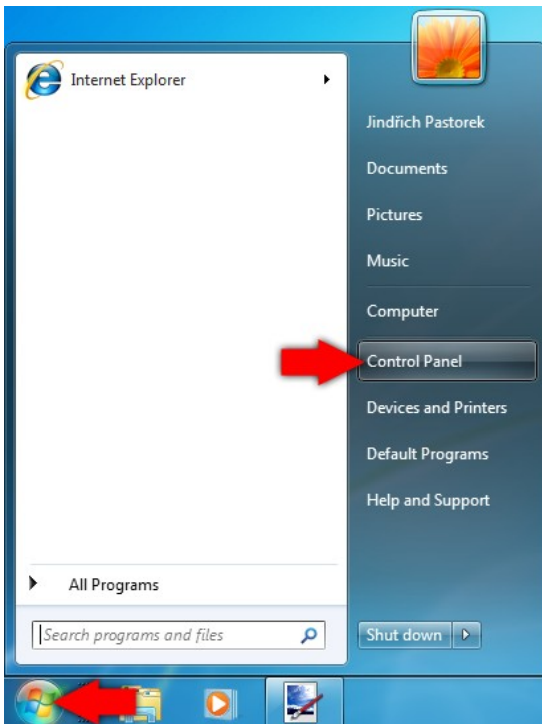 Internet Explorer
Jindřich Pastorek
Documents
Pictures
Music
Computer
Control Panel
Devices and Printers
Default Programs
Help and Support
All Programs
Search programs and files
Shut down